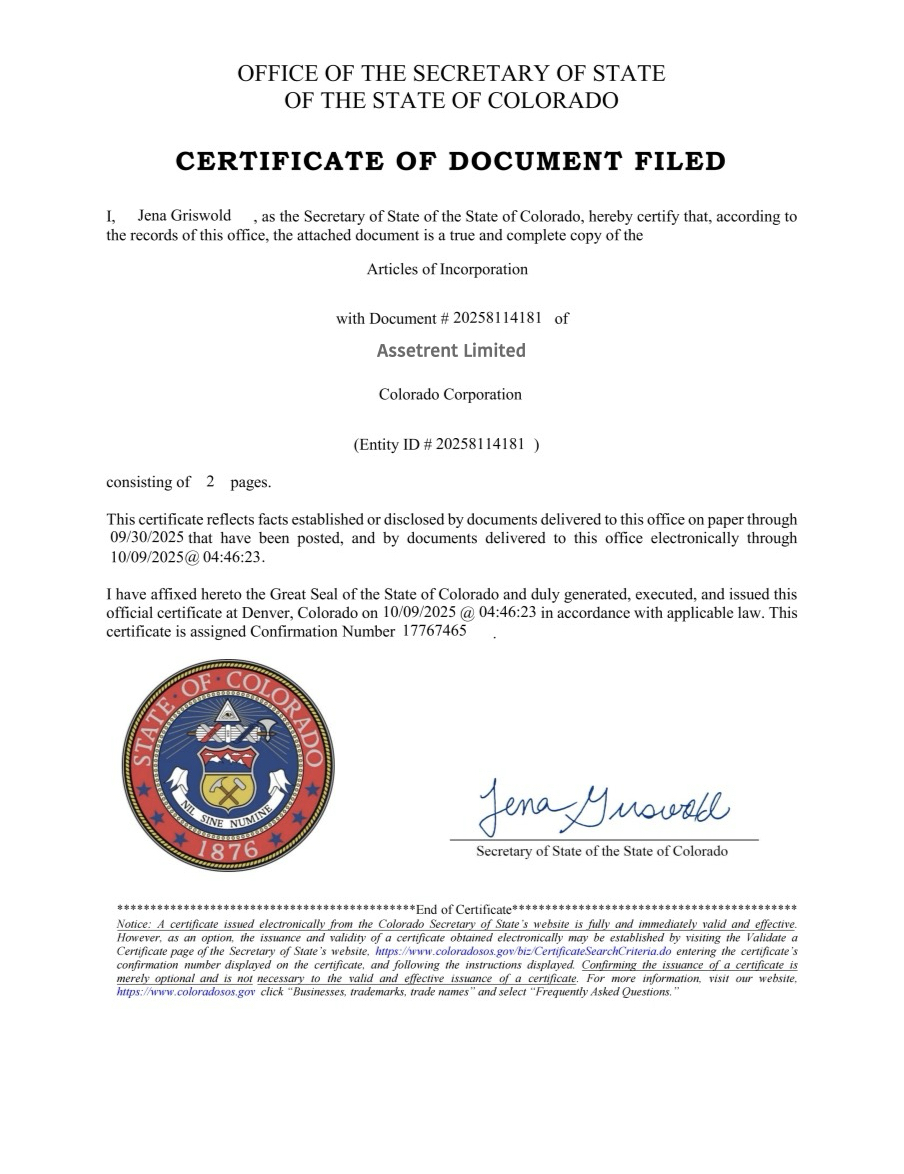 OFFICE OF THE SECRETARY OF STATE
OF THE STATE OF COLORADO
CERTIFICATE OF DOCUMENT FILED
I, Jena Griswold , as the Secretary of State of the State of Colorado, hereby certify that, according to
the records of this office, the attached document is a true and complete copy of the
Articles of Incorporation
with Document # 20258114181 of
Assetrent Limited
Colorado Corporation
(Entity ID # 20258114181 )
consisting of 2 pages.
This certificate reflects facts established or disclosed by documents delivered to this office on paper through
09/30/2025 that have been posted, and by documents delivered to this office electronically through
10/09/2025@ 04:46:23.
I have affixed hereto the Great Seal of the State of Colorado and duly generated, executed, and issued this
official certificate at Denver, Colorado on 10/09/2025 @ 04:46:23 in accordance with applicable law. This
certificate is assigned Confirmation Number 17767465 .
STATE OF COLORADO
NIL SINE NUMINE
1876
Jena Griswold
Secretary of State of the State of Colorado
*********************************************End of Certificate*******************************************
Notice: A certificate issued electronically from the Colorado Secretary of State's website is fully and immediately valid and effective.
However, as an option, the issuance and validity of a certificate obtained electronically may be established by visiting the Validate a
Certificate page of the Secretary of State's website, https://www.coloradosos.gov/biz/CertificateSearchCriteria.do entering the certificate's
confirmation number displayed on the certificate, and following the instructions displayed. Confirming the issuance of a certificate is
merely optional and is not necessary to the valid and effective issuance of a certificate. For more information, visit our website,
https://www.coloradosos.gov click “Businesses, trademarks, trade names” and select “Frequently Asked Questions.”